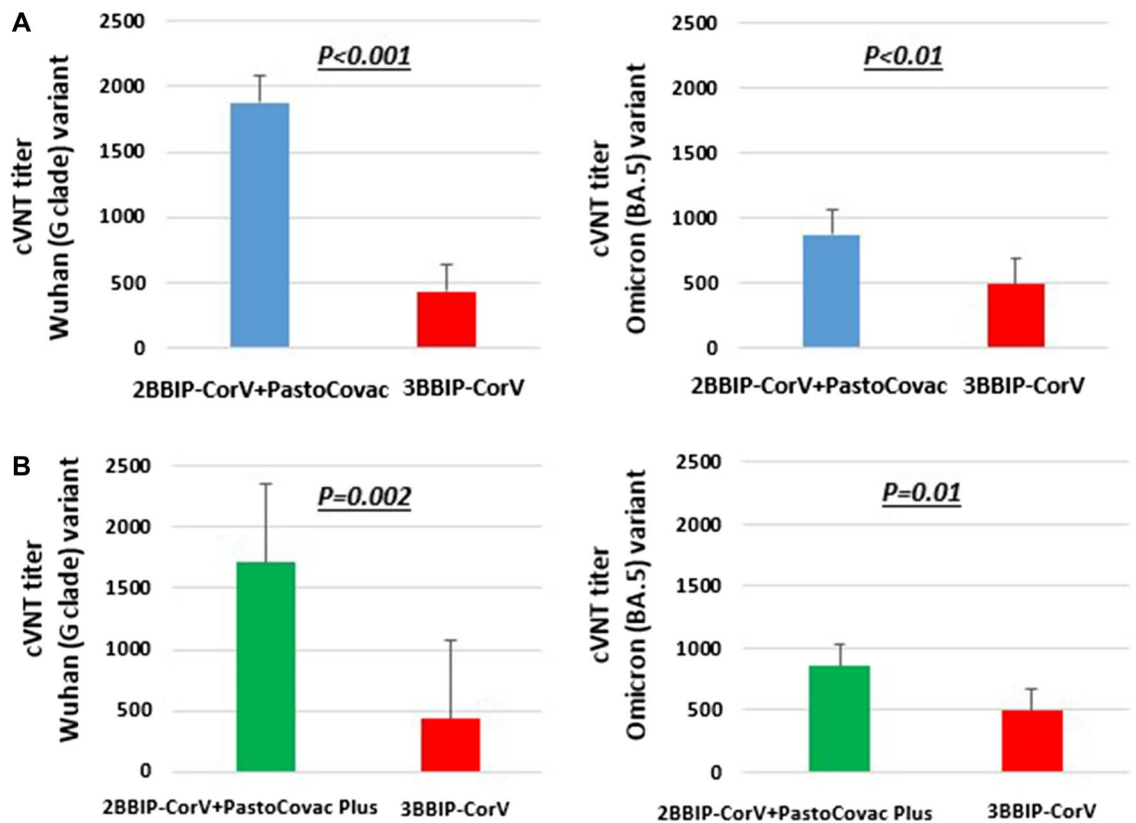 A
cVNT titer
Wuhan (G clade) variant
2500
2000
1500
1000
500
0
P<0.001
2BBIP-CorV+PastoCovac 3BBIP-CorV
cVNT titer
Omicron (BA.5) variant
2500
2000
1500
1000
500
0
P<0.01
2BBIP-CorV+PastoCovac 3BBIP-CorV
B
cVNT titer
Wuhan (G clade) variant
2500
2000
1500
1000
500
0
P=0.002
2BBIP-CorV+PastoCovac Plus 3BBIP-CorV
cVNT titer
Omicron (BA.5) variant
2500
2000
1500
1000
500
0
P=0.01
2BBIP-CorV+PastoCovac Plus 3BBIP-CorV